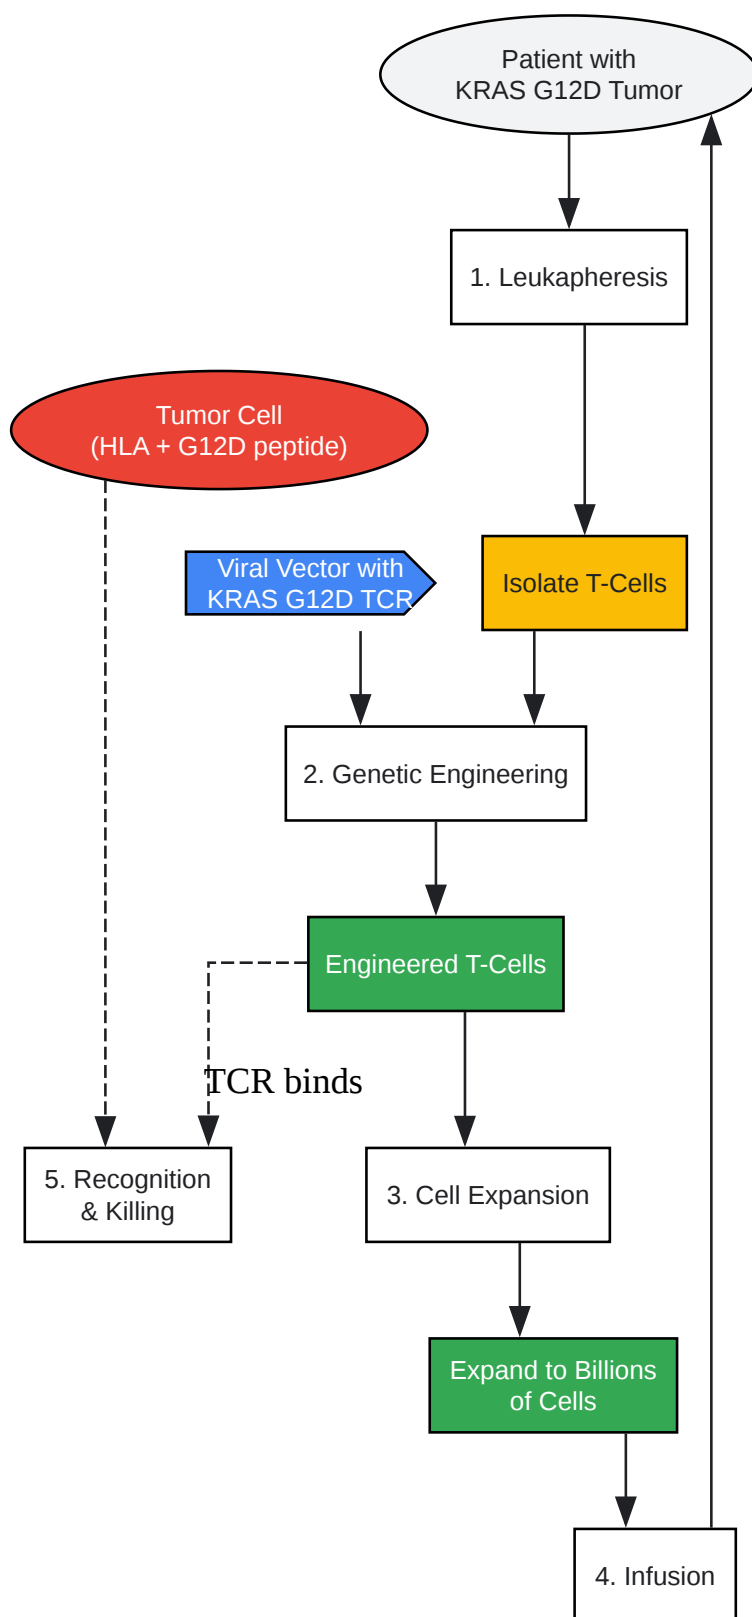 Patient with
KRAS G12D Tumor
1. Leukapheresis
Tumor Cell
(HLA + G12D peptide)
Viral Vector with
KRAS G12D TCR
Isolate T-Cells
2. Genetic Engineering
Engineered T-Cells
TCR binds
5. Recognition
& Killing
3. Cell Expansion
Expand to Billions
of Cells
4. Infusion